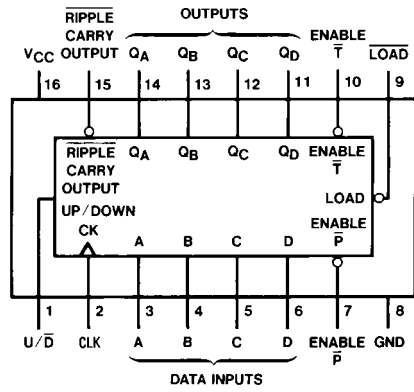 OUTPUTS
RIPPLE
CARRY
OUTPUT
QA QB QC QD
ENABLE
T
LOAD
VCC
16 15 14 13 12 11 10 9
RIPPLE
CARRY
OUTPUT
QA QB QC QD
ENABLE
T
LOAD
UP/DOWN
CK
A B C D
ENABLE
P
1 2 3 4 5 6 7 8
U/D CLK A B C D
ENABLE
P
GND
DATA INPUTS